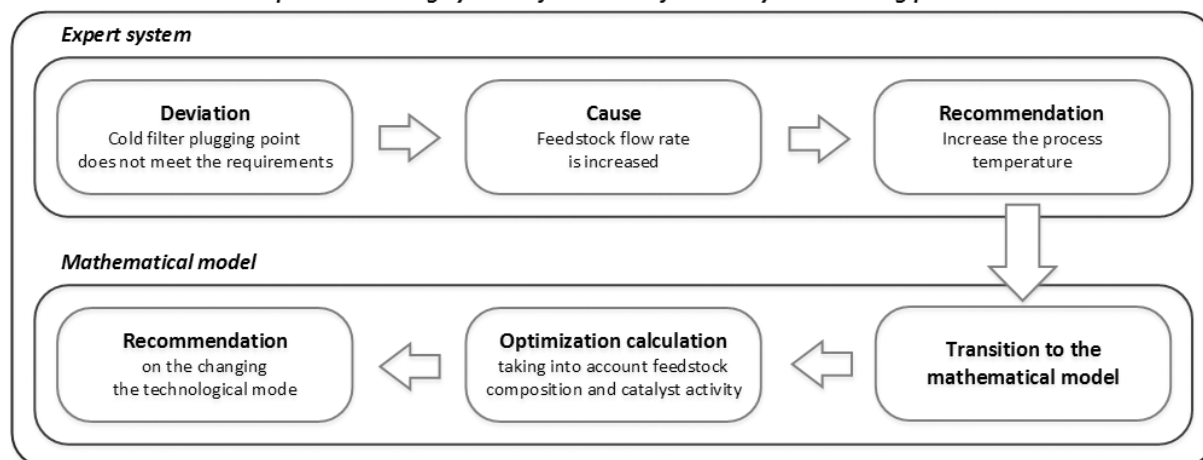 Expert system
Deviation
Cold filter plugging point
does not meet the requirements
Cause
Feedstock flow rate
is increased
Recommendation
Increase the process
temperature
Mathematical model
Recommendation
on the changing
the technological mode
Optimization calculation
taking into account feedstock
composition and catalyst activity
Transition to the
mathematical model